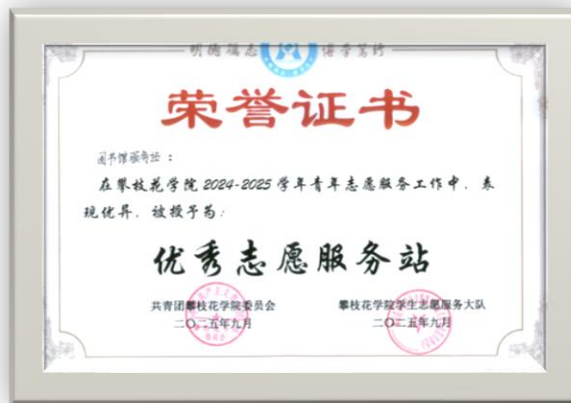 明德砺志 博学笃行
荣誉证书
图书馆服务站：
在攀枝花学院2024-2025学年青年志愿服务工作中，表
现优异，被授予为：
优秀志愿服务站
共青团攀枝花学院委员会 攀枝花学院学生志愿服务大队
二〇二五年九月 二〇二五年九月